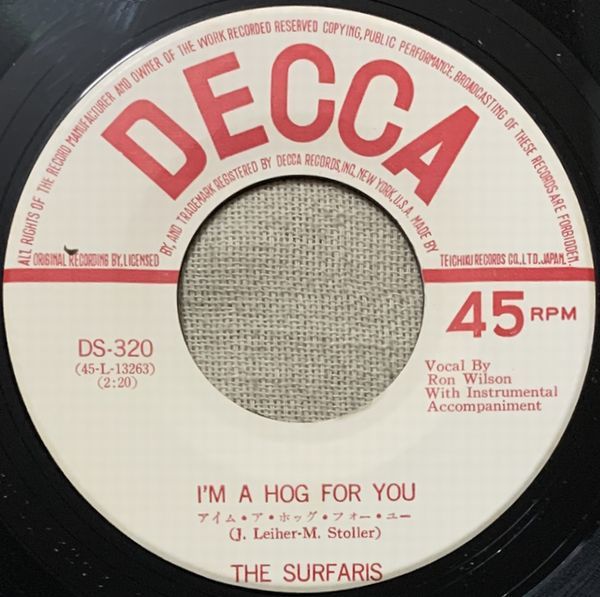 ALL RIGHTS OF THE RECORD MANUFACTURER AND OWNER OF THE WORK RECORDED RESERVED COPYING, PUBLIC PERFORMANCE, BROADCASTING OF THESE RECORDS ARE FORBIDDEN.
DECCA
ORIGINAL RECORDING BY, LICENSED BY, AND TRADEMARK REGISTERED BY DECCA RECORDS, INC., NEW YORK, U.S.A. MADE BY TEICHIKU RECORDS CO., LTD. JAPAN.
45 RPM
DS-320
(45-L-13263)
(2:20)
Vocal By
Ron Wilson
With Instrumental
Accompaniment
I'M A HOG FOR YOU
アイム・ア・ホッグ・フォー・ユー
(J. Leiher-M. Stoller)
THE SURFARIS